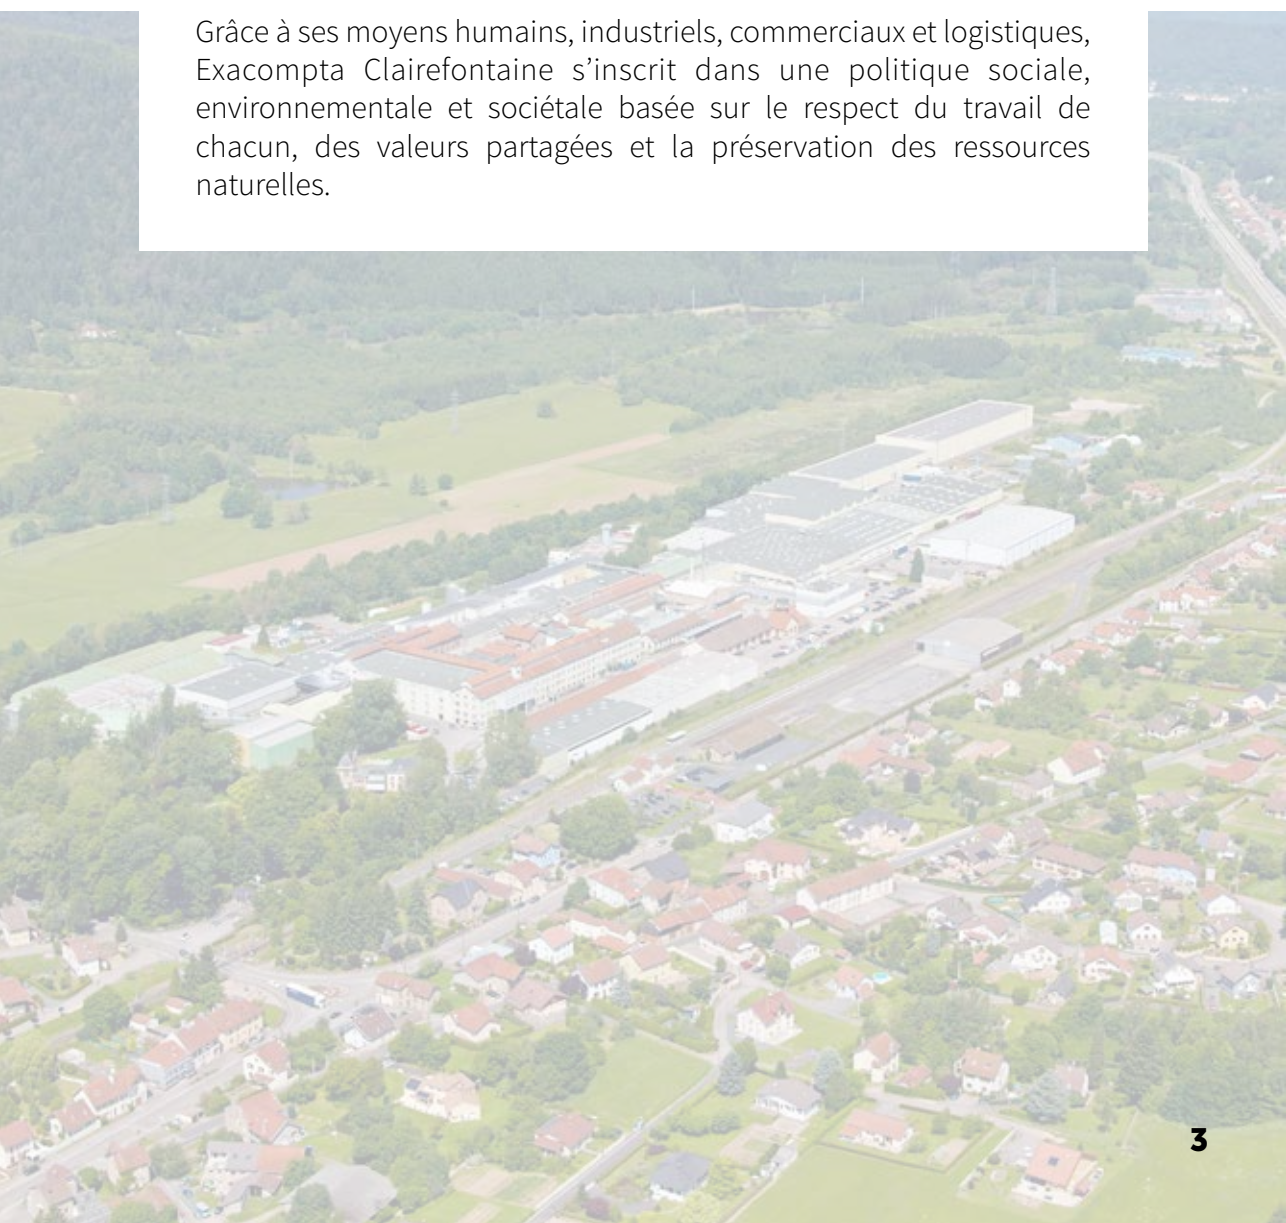 Grâce à ses moyens humains, industriels, commerciaux et logistiques,
Exacompta Clairefontaine s’inscrit dans une politique sociale,
environnementale et sociétale basée sur le respect du travail de
chacun, des valeurs partagées et la préservation des ressources
naturelles.
3